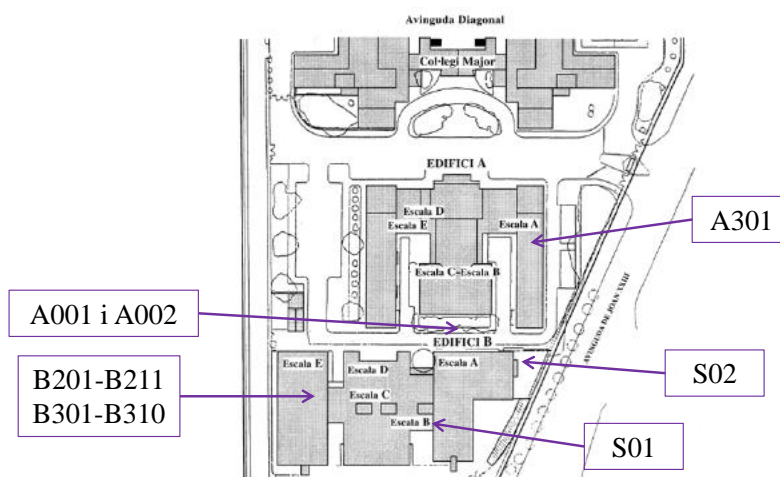 Avinguda Diagonal
Col·legi Major
EDIFICI A
Escala D
Escala A
Escala E
A301
Escala C-Escala B
A001 i A002
EDIFICI B
AVINGUDA DE JOAN XXIII
Escala E
Escala D
Escala A
S02
B201-B211
B301-B310
Escala C
Escala B
S01